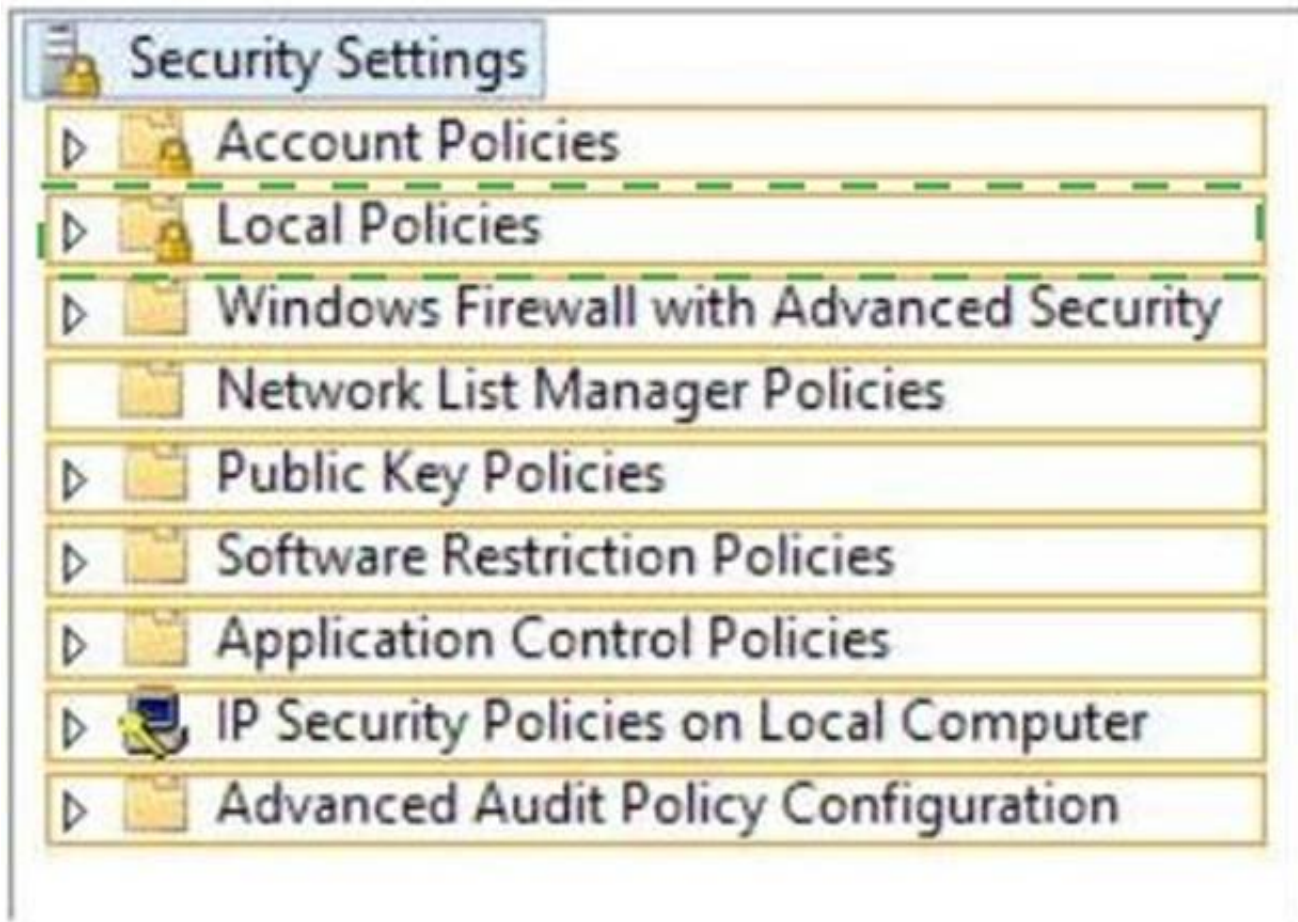 Security Settings
Account Policies
Local Policies
Windows Firewall with Advanced Security
Network List Manager Policies
Public Key Policies
Software Restriction Policies
Application Control Policies
IP Security Policies on Local Computer
Advanced Audit Policy Configuration